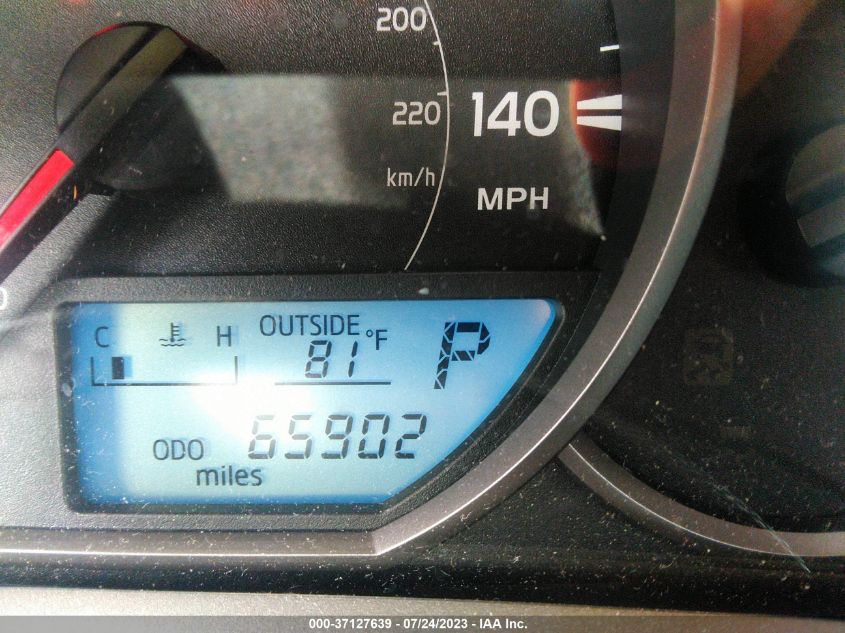 200
220
140
km/h
MPH
C H OUTSIDE °F P
81
ODO 65902
miles
000-37127639 - 07/24/2023 - IAA Inc.